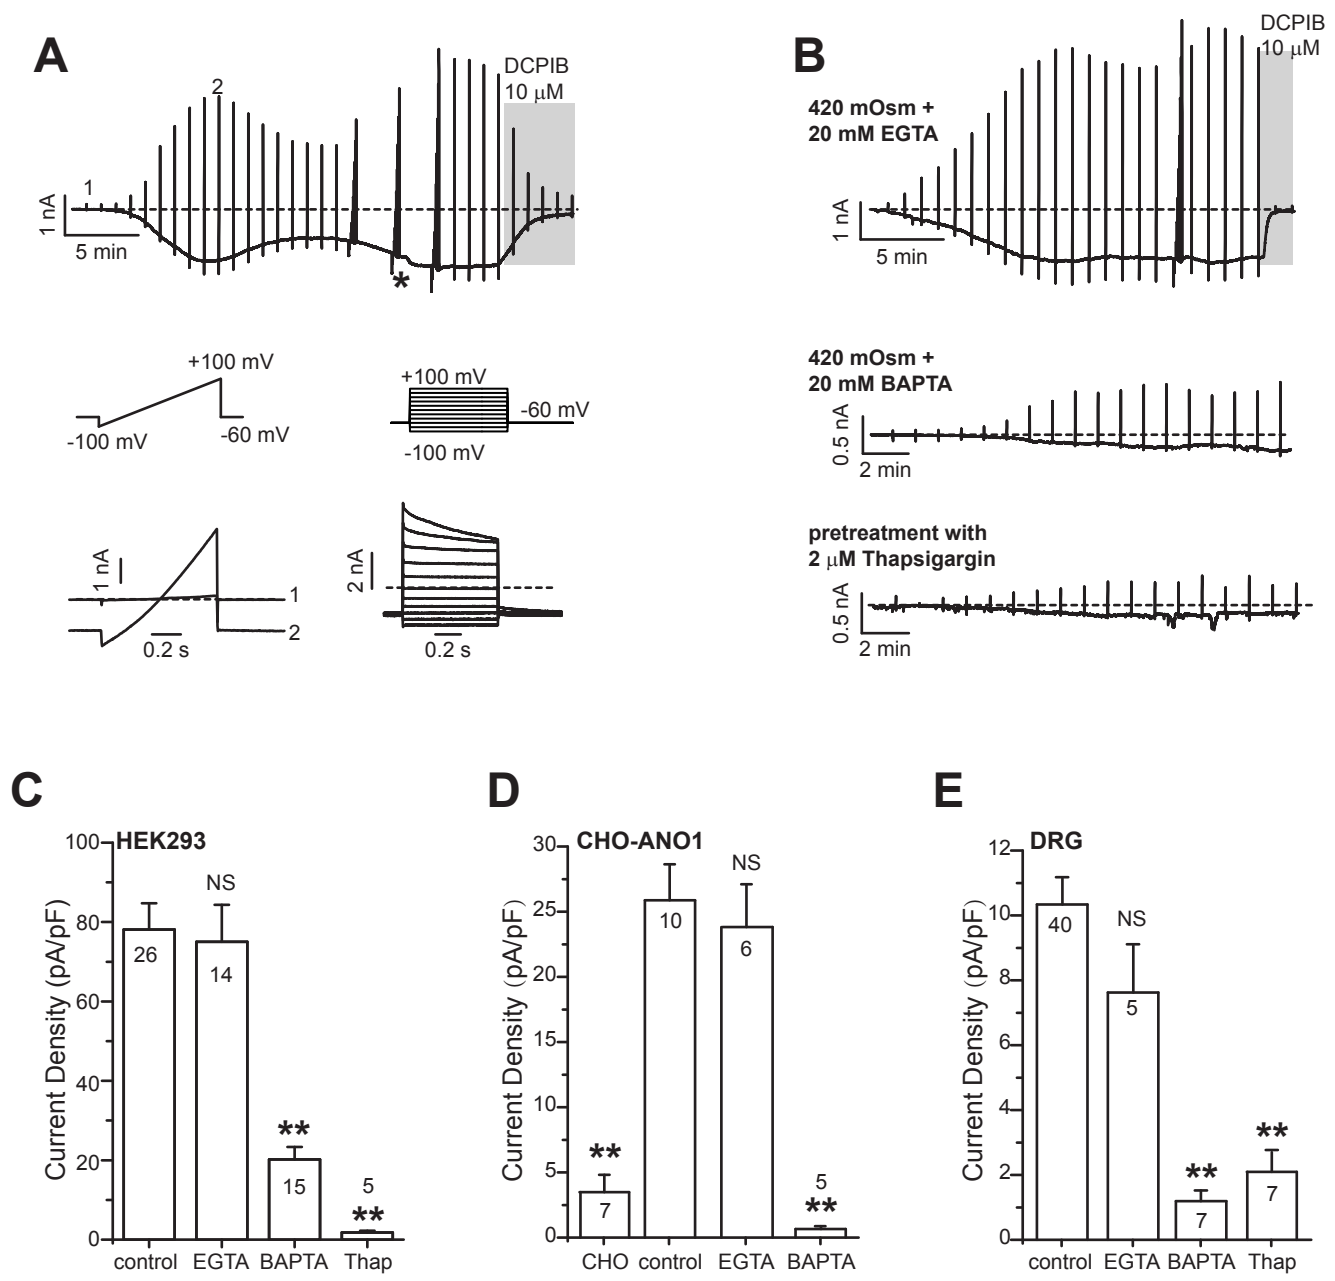 A
2
DCPIB
10 μM
1
1 nA
5 min
*
+100 mV
-100 mV
-60 mV
+100 mV
-60 mV
-100 mV
1 nA
1
2
0.2 s
2 nA
0.2 s
B
DCPIB
10 μM
420 mOsm +
20 mM EGTA
1 nA
5 min
420 mOsm +
20 mM BAPTA
0.5 nA
2 min
pretreatment with
2 μM Thapsigargin
0.5 nA
2 min
C
HEK293
Current Density (pA/pF)
100
80
60
40
20
0
NS
26
14
**
15
5
**
control EGTA BAPTA Thap
D
CHO-ANO1
Current Density (pA/pF)
30
25
20
15
10
5
0
NS
10
6
**
7
5
**
CHO control EGTA BAPTA
E
DRG
Current Density (pA/pF)
12
10
8
6
4
2
0
NS
40
5
**
7
**
7
control EGTA BAPTA Thap